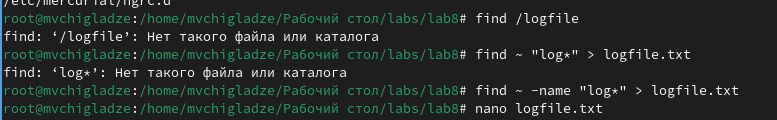 /etc/mercurial/hgrc.d
root@mvchigladze:/home/mvchigladze/Рабочий стол/labs/lab8# find /logfile
find: ‘/logfile’: Нет такого файла или каталога
root@mvchigladze:/home/mvchigladze/Рабочий стол/labs/lab8# find ~ "log*" > logfile.txt
find: ‘log*’: Нет такого файла или каталога
root@mvchigladze:/home/mvchigladze/Рабочий стол/labs/lab8# find ~ -name "log*" > logfile.txt
root@mvchigladze:/home/mvchigladze/Рабочий стол/labs/lab8# nano logfile.txt